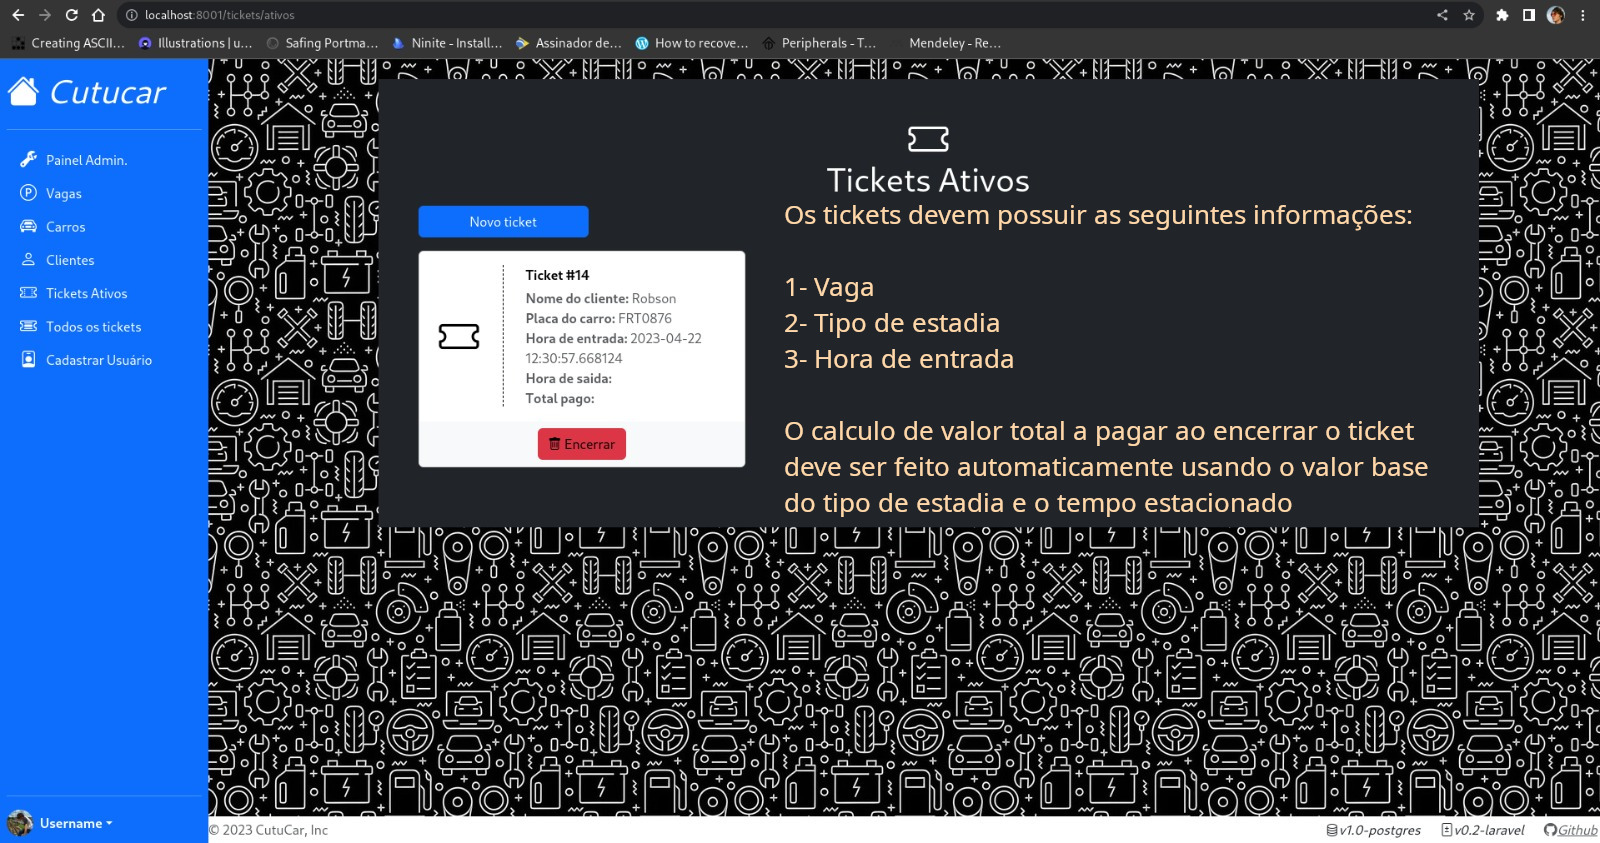 localhost:8001/tickets/ativos
Creating ASCII... Illustrations | u... Safing Portma... Ninite - Install... Assinador de... How to recove... Peripherals - T... Mendeley - Re...
Cutucar
Painel Admin.
Vagas
Carros
Clientes
Tickets Ativos
Todos os tickets
Cadastrar Usuário
Username
Tickets Ativos
Novo ticket
Ticket #14
Nome do cliente: Robson
Placa do carro: FRT0876
Hora de entrada: 2023-04-22
12:30:57.668124
Hora de saida:
Total pago:
Encerrar
Os tickets devem possuir as seguintes informações:
1- Vaga
2- Tipo de estadia
3- Hora de entrada
O calculo de valor total a pagar ao encerrar o ticket
deve ser feito automaticamente usando o valor base
do tipo de estadia e o tempo estacionado
© 2023 CutuCar, Inc
v1.0-postgres v0.2-laravel Github